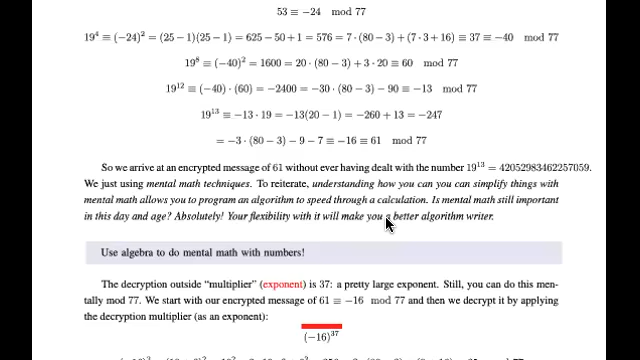 53 ≡ −24 mod 77
19⁴ ≡ (−24)² = (25 − 1)(25 − 1) = 625 − 50 + 1 = 576 = 7 · (80 − 3) + (7 · 3 + 16) ≡ 37 ≡ −40 mod 77
19⁸ ≡ (−40)² = 1600 = 20 · (80 − 3) + 3 · 20 ≡ 60 mod 77
19¹² ≡ (−40) · (60) = −2400 = −30 · (80 − 3) − 90 ≡ −13 mod 77
19¹³ ≡ −13 · 19 = −13(20 − 1) = −260 + 13 = −247
= −3 · (80 − 3) − 9 − 7 ≡ −16 ≡ 61 mod 77
So we arrive at an encrypted message of 61 without ever having dealt with the number 19¹³ = 42052983462257059.
We just using mental math techniques. To reiterate, understanding how you can you can simplify things with
mental math allows you to program an algorithm to speed through a calculation. Is mental math still important
in this day and age? Absolutely! Your flexibility with it will make you a better algorithm writer.
Use algebra to do mental math with numbers!
The decryption outside “multiplier” (exponent) is 37: a pretty large exponent. Still, you can do this men-
tally mod 77. We start with our encrypted message of 61 ≡ −16 mod 77 and then we decrypt it by applying
the decryption multiplier (as an exponent):
(−16)³⁷